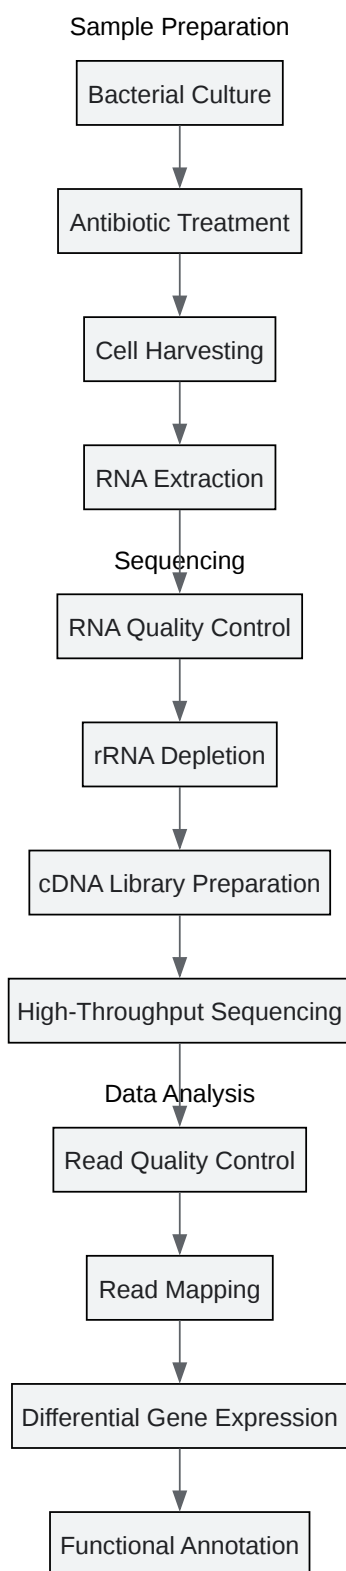 Sample Preparation
Bacterial Culture
Antibiotic Treatment
Cell Harvesting
RNA Extraction
Sequencing
RNA Quality Control
rRNA Depletion
cDNA Library Preparation
High-Throughput Sequencing
Data Analysis
Read Quality Control
Read Mapping
Differential Gene Expression
Functional Annotation